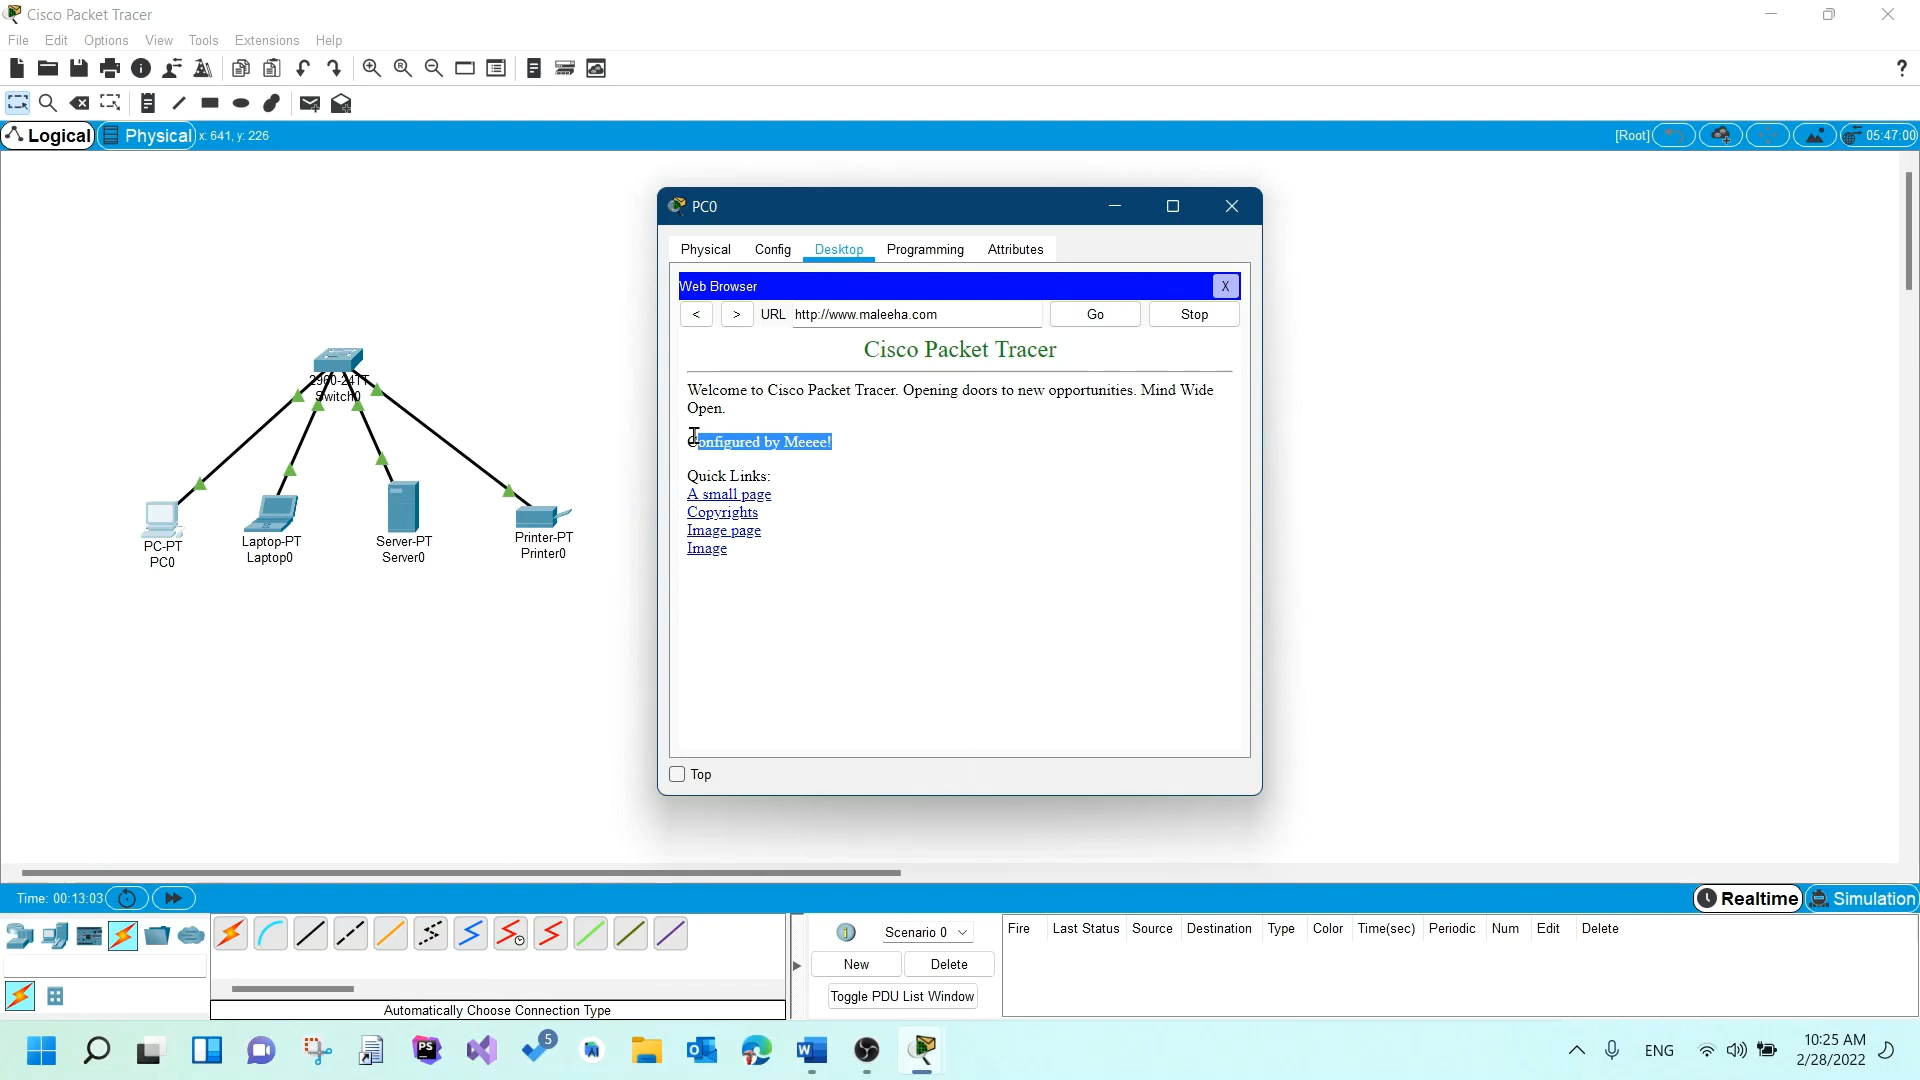 Cisco Packet Tracer
File Edit Options View Tools Extensions Help
?
Logical Physical x: 641, y: 226 [Root] 05:47:00
PC0
Physical Config Desktop Programming Attributes
Web Browser X
< > URL http://www.maleeha.com Go Stop
Cisco Packet Tracer
Welcome to Cisco Packet Tracer. Opening doors to new opportunities. Mind Wide
Open.
Configured by Meeee!
Quick Links:
A small page
Copyrights
Image page
Image
Top
2960-24TT
Switch0
PC-PT
PC0
Laptop-PT
Laptop0
Server-PT
Server0
Printer-PT
Printer0
Time: 00:13:03 Realtime Simulation
Scenario 0
New Delete
Toggle PDU List Window
Fire Last Status Source Destination Type Color Time(sec) Periodic Num Edit Delete
Automatically Choose Connection Type
5
ENG
10:25 AM
2/28/2022